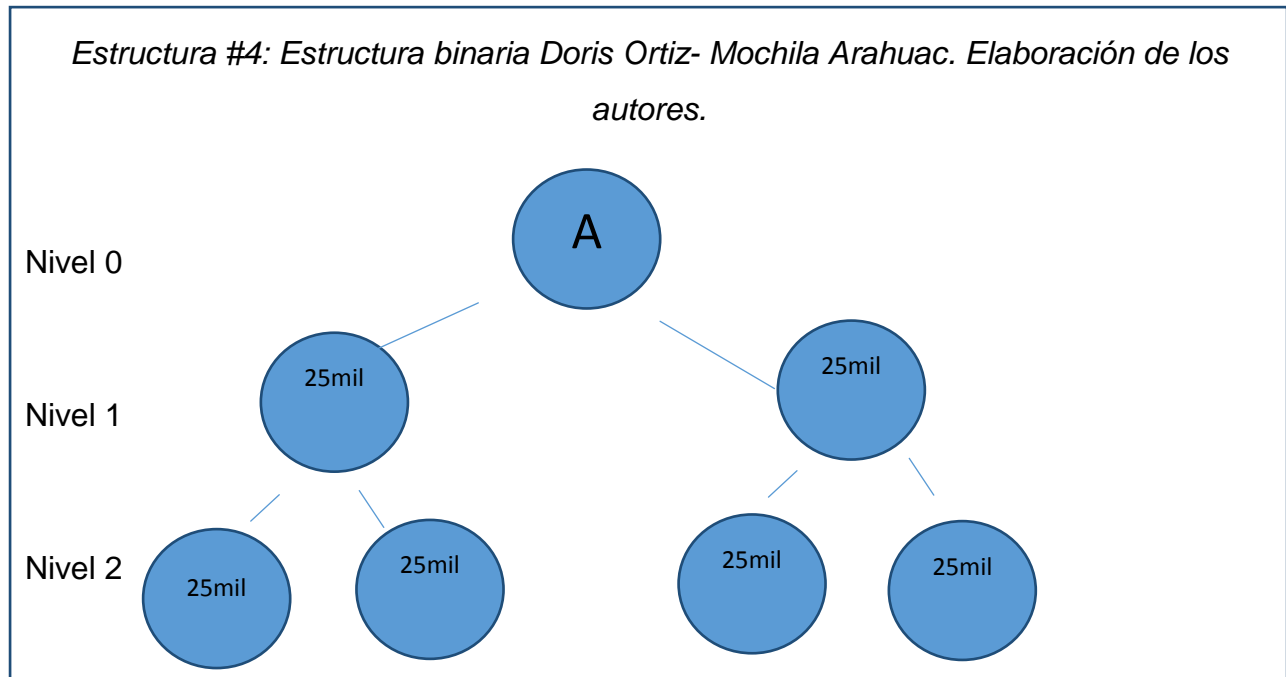 Estructura #4: Estructura binaria Doris Ortiz- Mochila Arahuac. Elaboración de los
autores.
A
Nivel 0
25mil
25mil
Nivel 1
25mil
25mil
25mil
25mil
Nivel 2